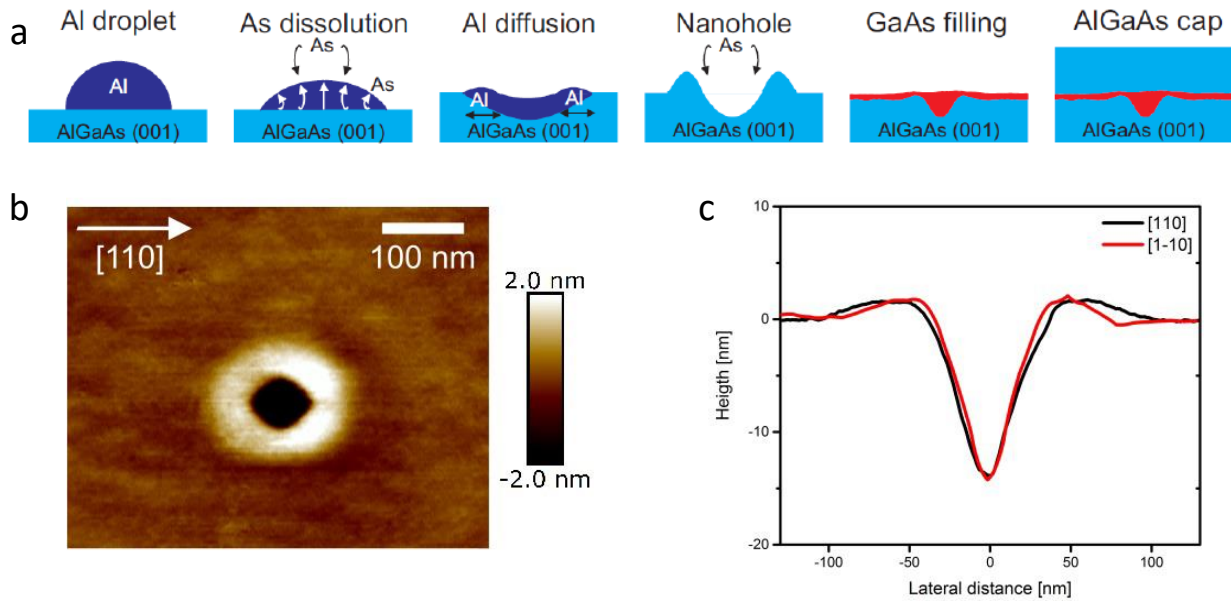 a
Al droplet
As dissolution
Al diffusion
Nanohole
GaAs filling
AlGaAs cap
Al
AlGaAs (001)
As
As
AlGaAs (001)
Al
Al
AlGaAs (001)
As
AlGaAs (001)
AlGaAs (001)
AlGaAs (001)
b
[110]
100 nm
2.0 nm
-2.0 nm
c
10
0
-10
-20
Heigth [nm]
[110]
[1-10]
-100
-50
0
50
100
Lateral distance [nm]